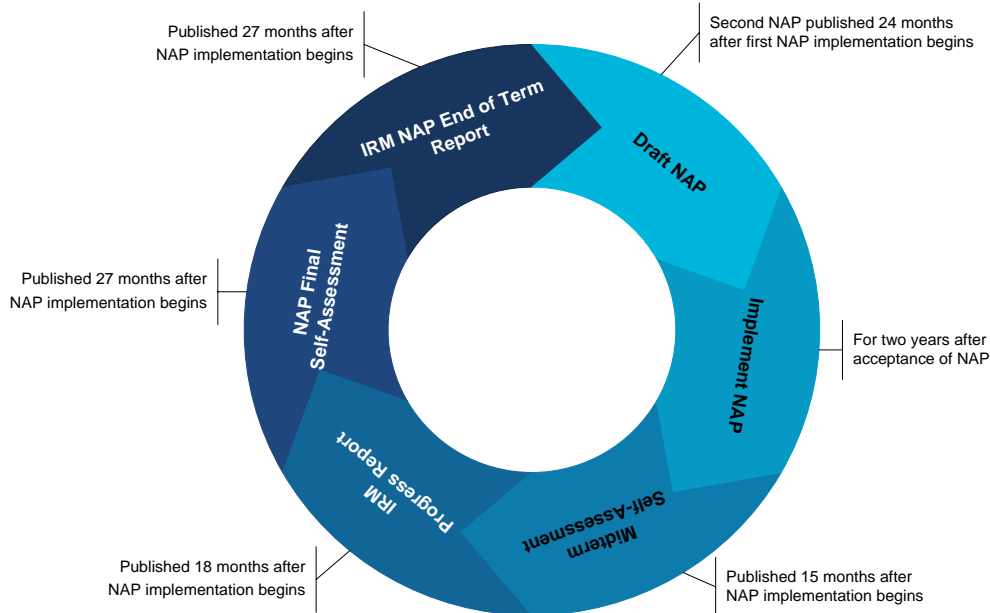 Published 27 months after
NAP implementation begins
Second NAP published 24 months
after first NAP implementation begins
IRM NAP End of Term
Report
Draft NAP
NAP Final
Self-Assessment
Published 27 months after
NAP implementation begins
Implement NAP
For two years after
acceptance of NAP
IRM
Progress Report
Midterm
Self-Assessment
Published 18 months after
NAP implementation begins
Published 15 months after
NAP implementation begins